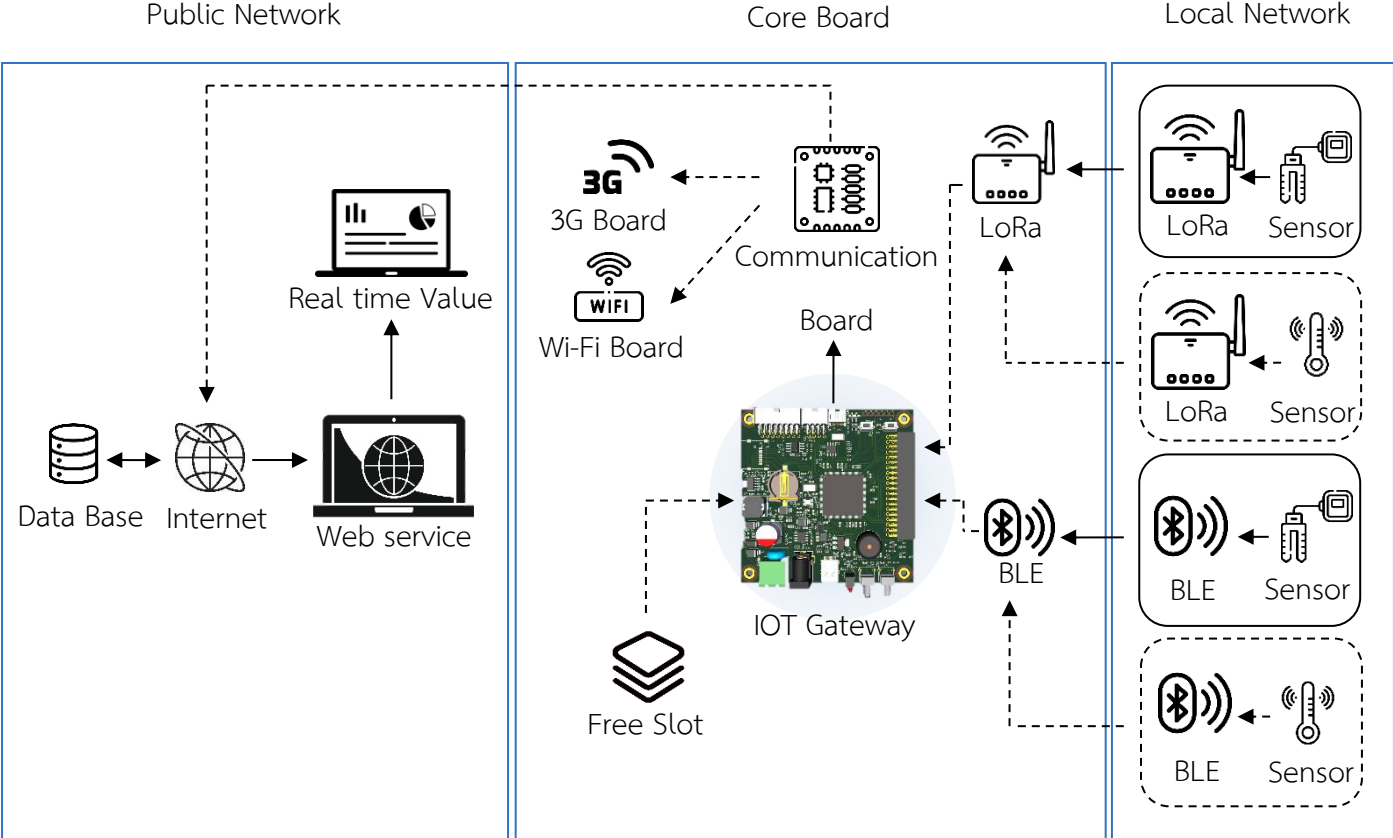 Public Network
Core Board
Local Network
3G
3G Board
WIFI
Wi-Fi Board
Communication
Board
LoRa
LoRa
Sensor
LoRa
Sensor
Real time Value
Data Base
Internet
Web service
IOT Gateway
Free Slot
BLE
BLE
Sensor
BLE
Sensor